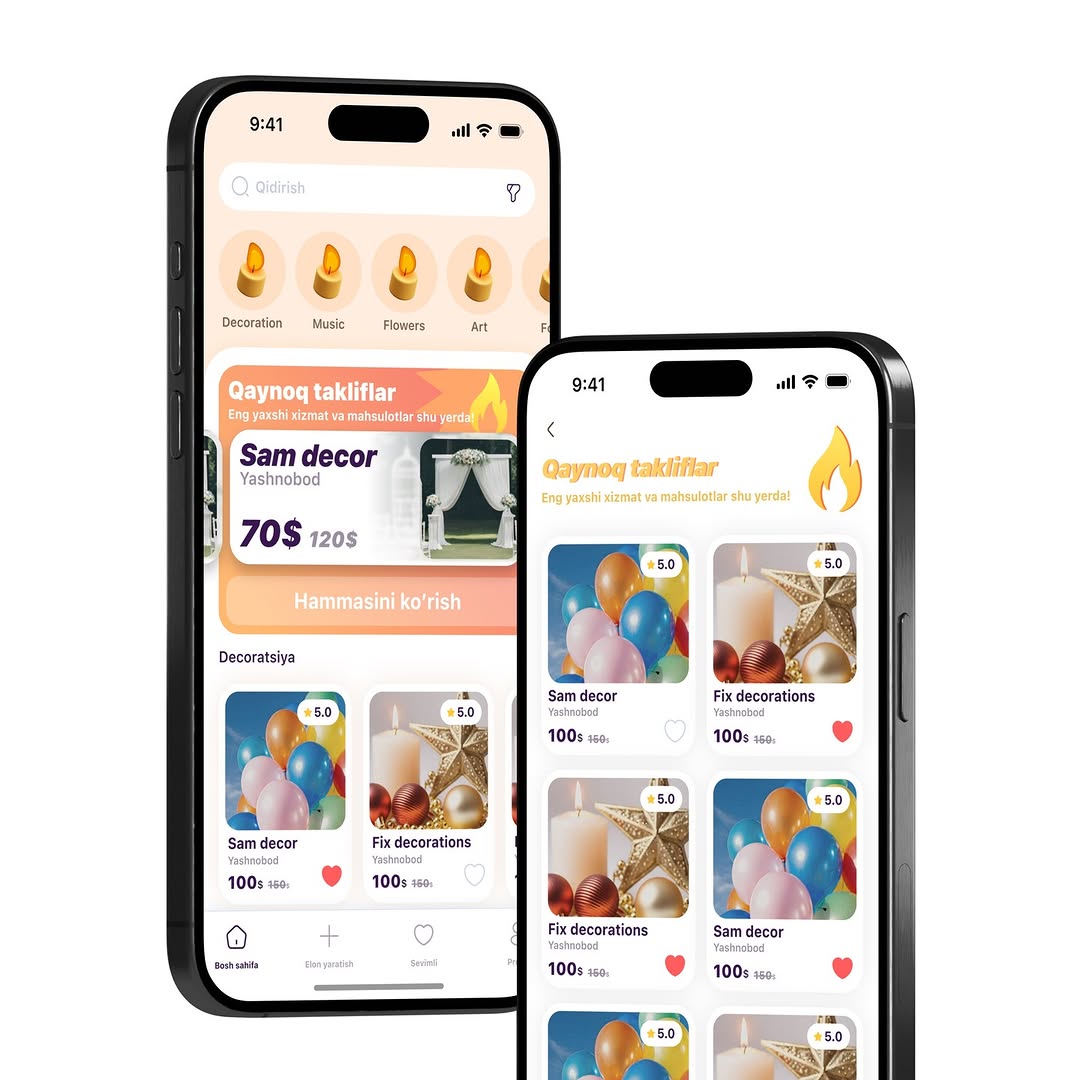 9:41
Qidirish
Decoration Music Flowers Art Fo
Qaynoq takliflar
Eng yaxshi xizmat va mahsulotlar shu yerda!
Sam decor
Yashnobod
70$ 120$
Hammasini ko‘rish
Decoratsiya
5.0 5.0
Sam decor Fix decorations
Yashnobod Yashnobod
100$ 150$ 100$ 150$
Bosh sahifa Elon yaratish Sevimli
9:41
Qaynoq takliflar
Eng yaxshi xizmat va mahsulotlar shu yerda!
5.0 5.0
Sam decor Fix decorations
Yashnobod Yashnobod
100$ 150$ 100$ 150$
5.0 5.0
Fix decorations Sam decor
Yashnobod Yashnobod
100$ 150$ 100$ 150$
5.0 5.0